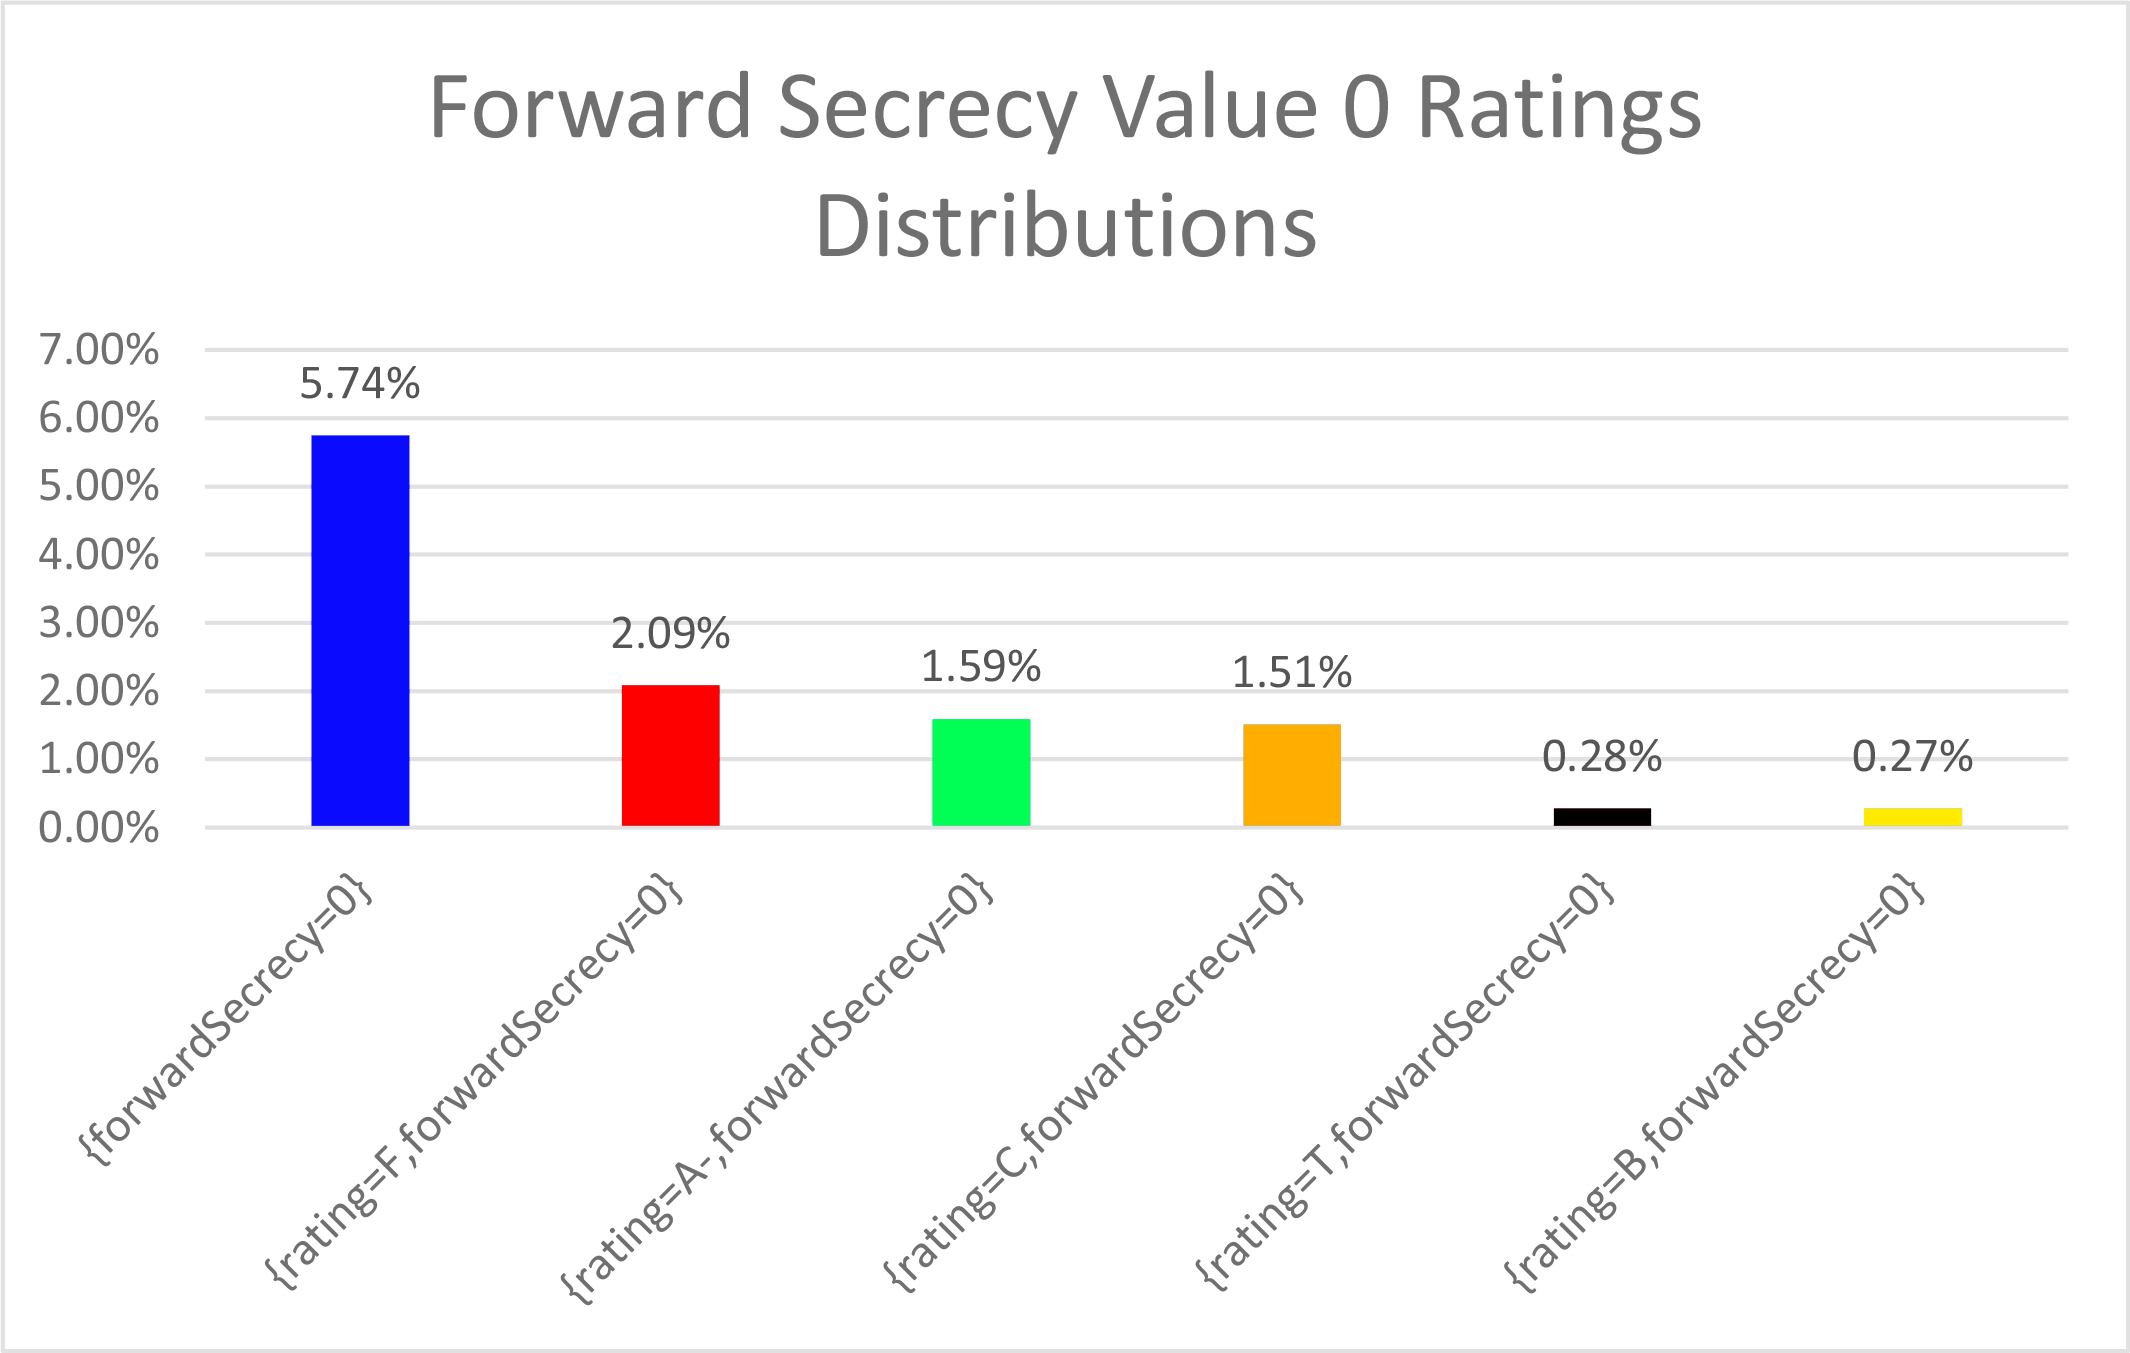 Forward Secrecy Value 0 Ratings
Distributions
7.00%
6.00%
5.00%
4.00%
3.00%
2.00%
1.00%
0.00%
5.74%
2.09%
1.59%
1.51%
0.28%
0.27%
{forwardSecrecy=0}
{rating=F,forwardSecrecy=0}
{rating=A-,forwardSecrecy=0}
{rating=C,forwardSecrecy=0}
{rating=T,forwardSecrecy=0}
{rating=B,forwardSecrecy=0}